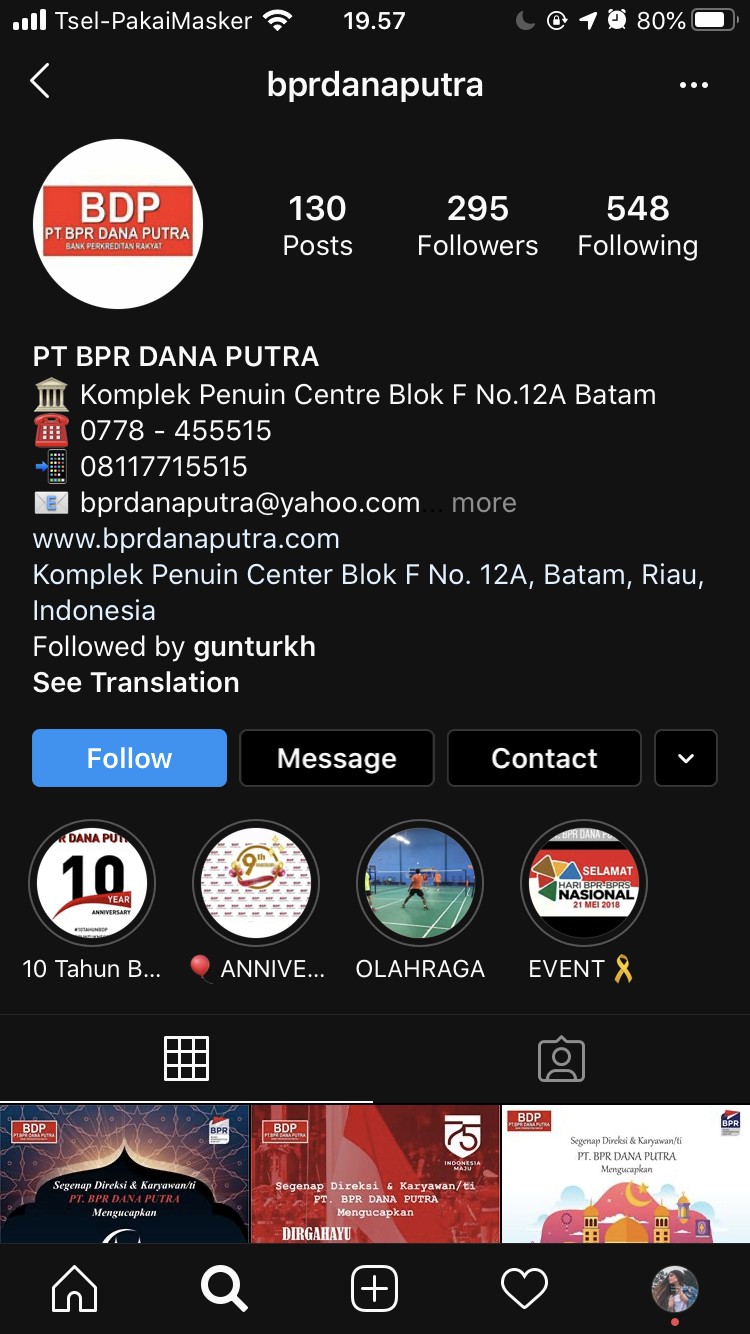 Tsel-PakaiMasker
19.57
80%
bprdanaputra
BDP
PT BPR DANA PUTRA
BANK PERKREDITAN RAKYAT
130
Posts
295
Followers
548
Following
PT BPR DANA PUTRA
Komplek Penuin Centre Blok F No.12A Batam
0778 - 455515
08117715515
bprdanaputra@yahoo.com... more
www.bprdanaputra.com
Komplek Penuin Center Blok F No. 12A, Batam, Riau,
Indonesia
Followed by gunturkh
See Translation
Follow
Message
Contact
R DANA PUT
10
YEAR
ANNIVERSARY
#10TAHUNBDP
9th
BPR DANA PU
SELAMAT
HARI BPR-BPRS
NASIONAL
21 MEI 2018
10 Tahun B...
ANNIVE...
OLAHRAGA
EVENT
BDP
PT BPR DANA PUTRA
BPR
Segenap Direksi & Karyawan/ti
PT. BPR DANA PUTRA
Mengucapkan
BDP
PT BPR DANA PUTRA
75
INDONESIA
MAJU
Segenap Direksi & Karyawan/ti
PT. BPR DANA PUTRA
Mengucapkan
DIRGAHAYU
BDP
PT BPR DANA PUTRA
BPR
Segenap Direksi & Karyawan/ti
PT. BPR DANA PUTRA
Mengucapkan